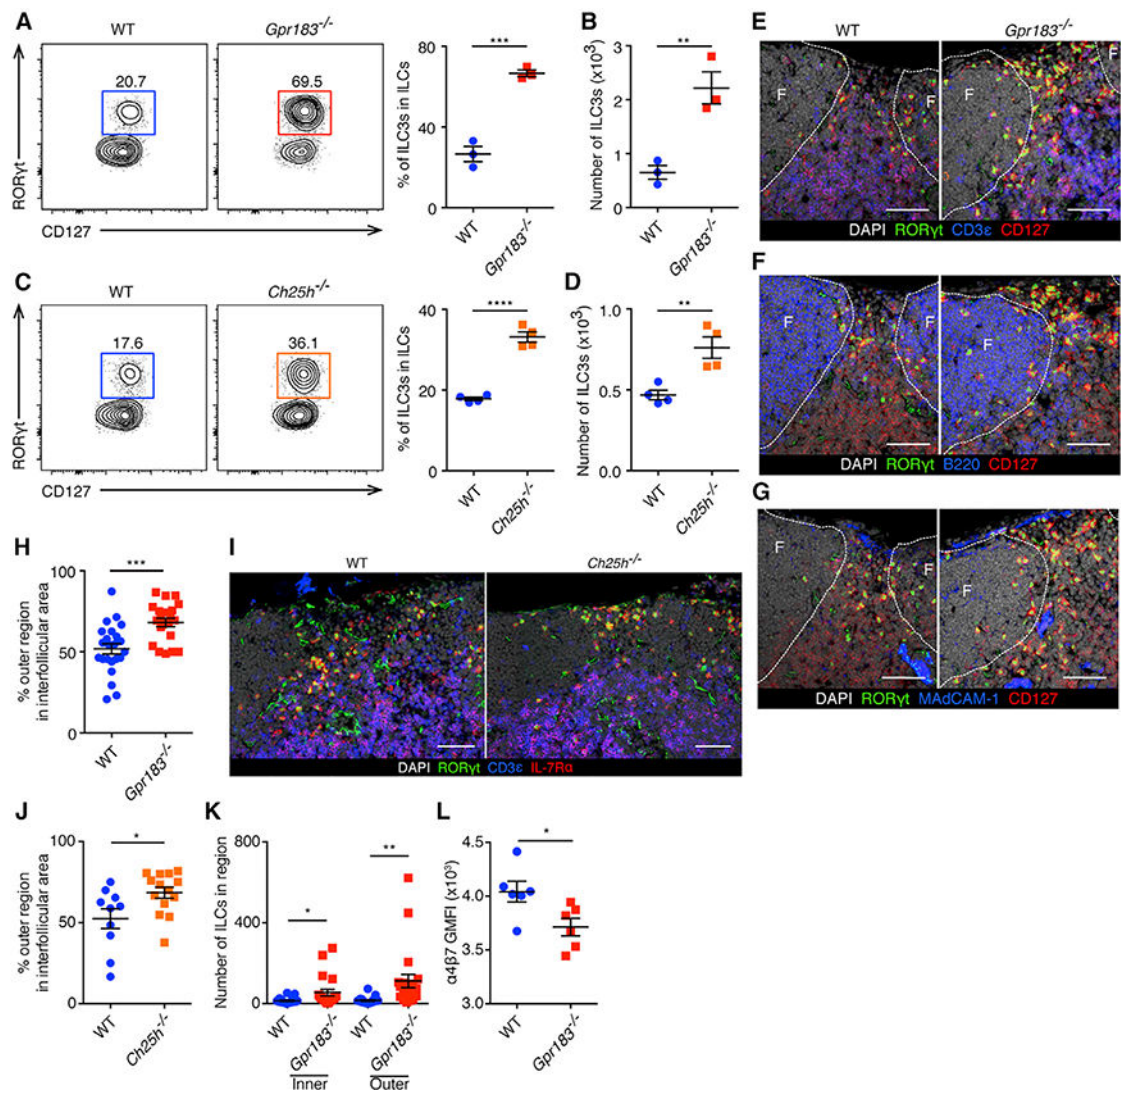 A
WT
Gpr183-/-
20.7
69.5
RORγt
CD127
% of ILC3s in ILCs
80
40
0
***
WT
Gpr183-/-
B
Number of ILC3s (x10³)
3
2
1
0
**
WT
Gpr183-/-
C
WT
Ch25h-/-
17.6
36.1
RORγt
CD127
% of ILC3s in ILCs
40
20
0
****
WT
Ch25h-/-
D
Number of ILC3s (x10³)
1.0
0.5
0.0
**
WT
Ch25h-/-
E
WT
Gpr183-/-
F
F
F
F
DAPI RORγt CD3ε CD127
F
F
F
F
DAPI RORγt B220 CD127
G
F
F
F
DAPI RORγt MAdCAM-1 CD127
H
% outer region
in interfollicular area
100
50
0
***
WT
Gpr183-/-
I
WT
Ch25h-/-
DAPI RORγt CD3ε IL-7Rα
J
% outer region
in interfollicular area
100
50
0
*
WT
Ch25h-/-
K
Number of ILCs in region
800
400
0
*
**
WT
Gpr183-/-
WT
Gpr183-/-
Inner
Outer
L
α4β7 GMFI (x10³)
4.5
4.0
3.5
3.0
*
WT
Gpr183-/-